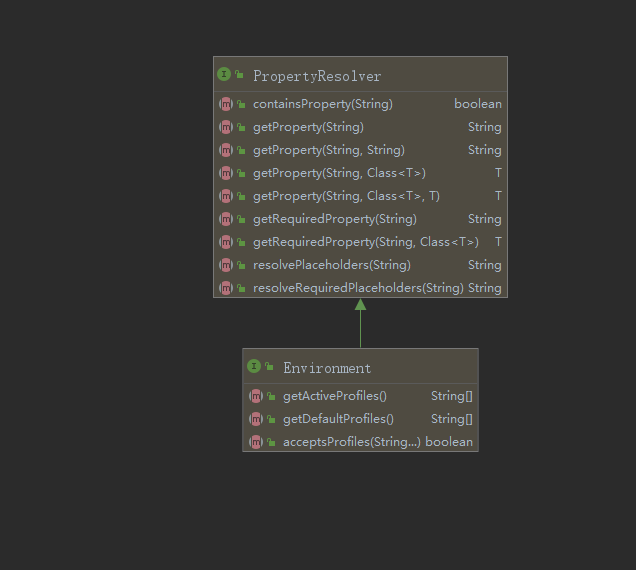 PropertyResolver
containsProperty(String) boolean
getProperty(String) String
getProperty(String, String) String
getProperty(String, Class<T>) T
getProperty(String, Class<T>, T) T
getRequiredProperty(String) String
getRequiredProperty(String, Class<T>) T
resolvePlaceholders(String) String
resolveRequiredPlaceholders(String) String
Environment
getActiveProfiles() String[]
getDefaultProfiles() String[]
acceptsProfiles(String...) boolean